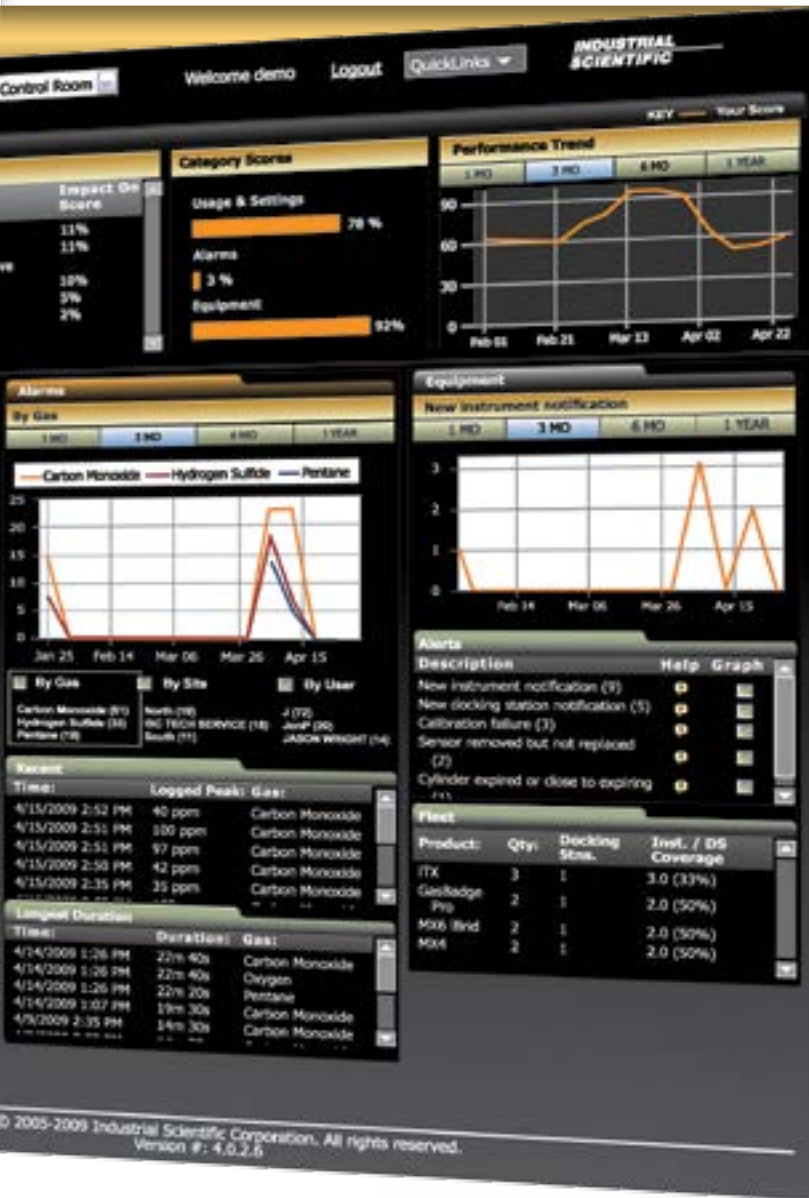 Control Room
Welcome demo
Logout
QuickLinks
INDUSTRIAL
SCIENTIFIC
KEY
Your Score
Impact On
Score
11%
11%
10%
5%
2%
Category Scores
Usage & Settings
78 %
Alarms
3 %
Equipment
92%
Performance Trend
1 MO 3 MO 6 MO 1 YEAR
90
60
30
0
Feb 01 Feb 21 Mar 13 Apr 02 Apr 22
Alarms
By Gas
1 MO 3 MO 6 MO 1 YEAR
Carbon Monoxide Hydrogen Sulfide Pentane
25
20
15
10
5
0
Jan 25 Feb 14 Mar 06 Mar 26 Apr 15
By Gas By Site By User
Carbon Monoxide North (19) J (72)
Hydrogen Sulfide ISC TECH SERVICE (18)
Pentane South (11) JASON WRIGHT (14)
Recent
Time: Logged Peak: Gas:
4/15/2009 2:52 PM 40 ppm Carbon Monoxide
4/15/2009 2:51 PM 100 ppm Carbon Monoxide
4/15/2009 2:51 PM 97 ppm Carbon Monoxide
4/15/2009 2:50 PM 42 ppm Carbon Monoxide
4/15/2009 2:35 PM 35 ppm Carbon Monoxide
Longest Duration
Time: Duration: Gas:
4/14/2009 1:26 PM 22m 40s Carbon Monoxide
4/14/2009 1:26 PM 22m 40s Oxygen
4/14/2009 1:26 PM 22m 20s Pentane
4/14/2009 1:07 PM 19m 30s Carbon Monoxide
4/9/2009 2:35 PM 14m 30s Carbon Monoxide
Equipment
New instrument notification
1 MO 3 MO 6 MO 1 YEAR
3
2
1
0
Feb 14 Mar 06 Mar 26 Apr 15
Alerts
Description Help Graph
New instrument notification (9)
New docking station notification (5)
Calibration failure (3)
Sensor removed but not replaced
(2)
Cylinder expired or close to expiring
Fleet
Product: Qty: Docking Stns. Inst. / DS Coverage
ITX 3 1 3.0 (33%)
GasBadge Pro 2 1 2.0 (50%)
MX6 iBrid 2 1 2.0 (50%)
MX4 2 1 2.0 (50%)
© 2005-2009 Industrial Scientific Corporation. All rights reserved.
Version #: 4.0.2.6